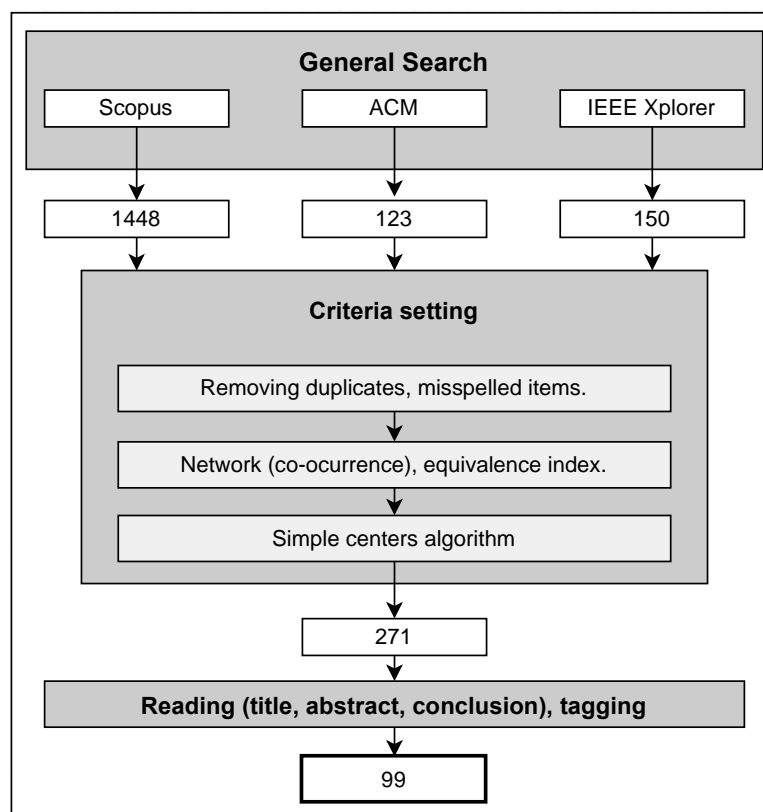 General Search
Scopus
ACM
IEEE Xplorer
1448
123
150
Criteria setting
Removing duplicates, misspelled items.
Network (co-ocurrence), equivalence index.
Simple centers algorithm
271
Reading (title, abstract, conclusion), tagging
99